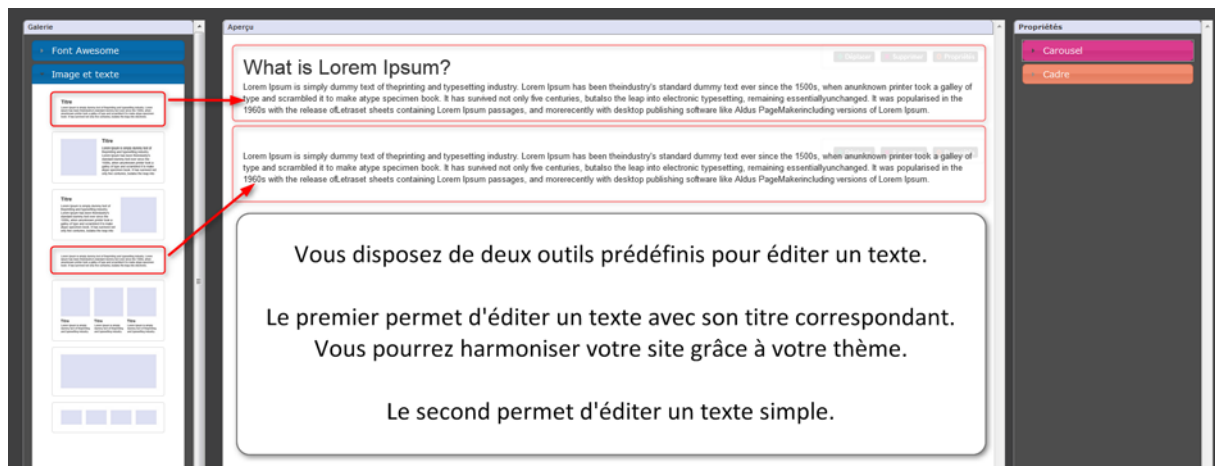 Galerie
Font Awesome
Image et texte
Titre
Titre
Titre
Titre
Titre
Titre
Aperçu
Déplacer
Supprimer
Propriétés
What is Lorem Ipsum?
Lorem Ipsum is simply dummy text of theprinting and typesetting industry. Lorem Ipsum has been theindustry's standard dummy text ever since the 1500s, when anunknown printer took a galley of
type and scrambled it to make atype specimen book. It has survived not only five centuries, butalso the leap into electronic typesetting, remaining essentiallyunchanged. It was popularised in the
1960s with the release ofLetraset sheets containing Lorem Ipsum passages, and morerecently with desktop publishing software like Aldus PageMakerincluding versions of Lorem Ipsum.
Lorem Ipsum is simply dummy text of theprinting and typesetting industry. Lorem Ipsum has been theindustry's standard dummy text ever since the 1500s, when anunknown printer took a galley of
type and scrambled it to make atype specimen book. It has survived not only five centuries, butalso the leap into electronic typesetting, remaining essentiallyunchanged. It was popularised in the
1960s with the release ofLetraset sheets containing Lorem Ipsum passages, and morerecently with desktop publishing software like Aldus PageMakerincluding versions of Lorem Ipsum.
Vous disposez de deux outils prédéfinis pour éditer un texte.
Le premier permet d'éditer un texte avec son titre correspondant.
Vous pourrez harmoniser votre site grâce à votre thème.
Le second permet d'éditer un texte simple.
Propriétés
Carousel
Cadre